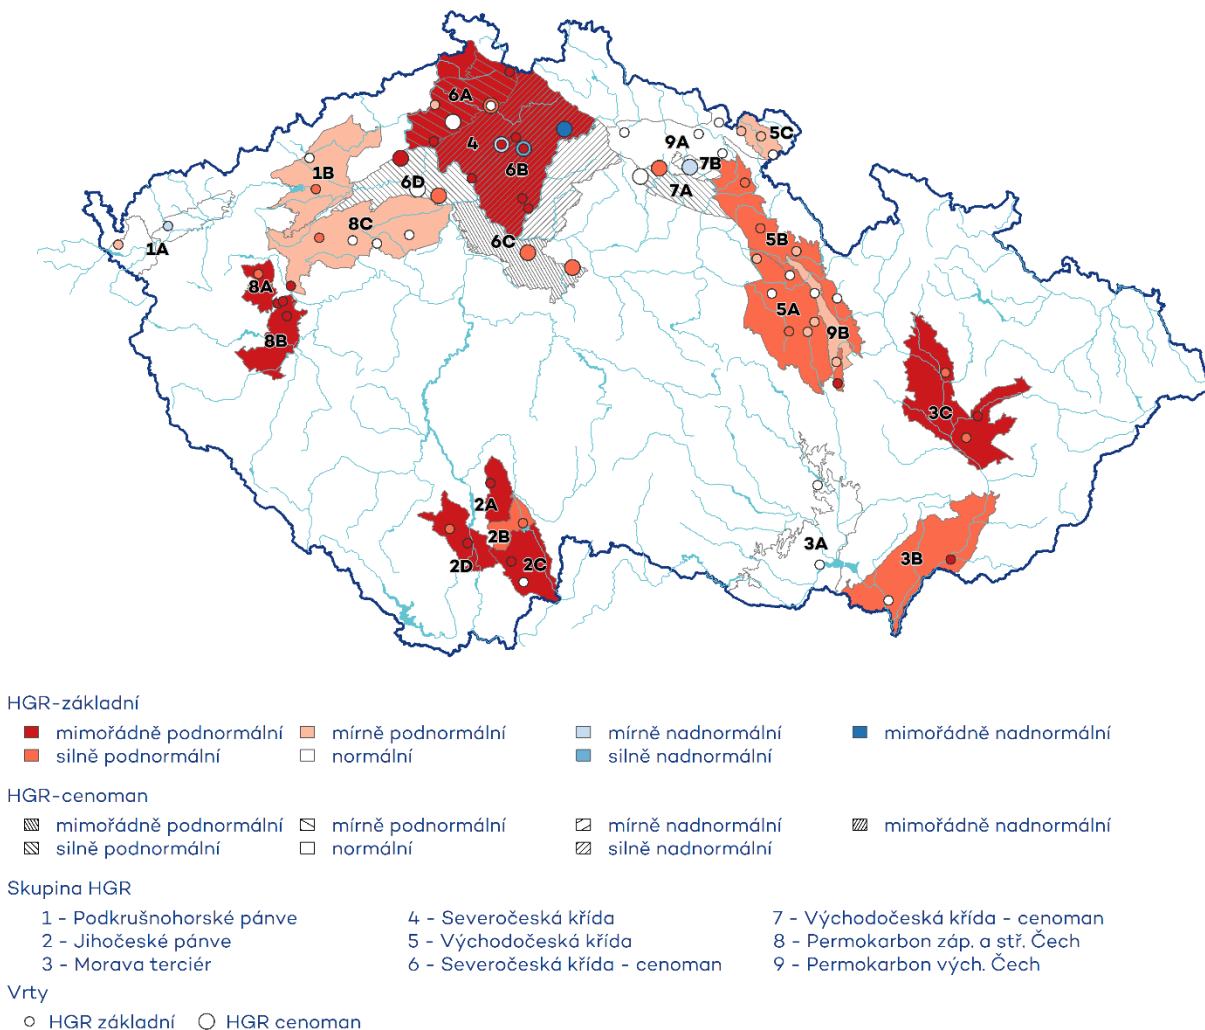 6A
5C
4
9A
6B
7B
1B
6D
7A
8C
6C
5B
1A
8A
5A
8B
9B
3C
2A
2B
3A
2D
2C
3B
HGR-základní
mimořádně podnormální mírně podnormální mírně nadnormální mimořádně nadnormální
silně podnormální normální silně nadnormální
HGR-cenoman
mimořádně podnormální mírně podnormální mírně nadnormální mimořádně nadnormální
silně podnormální normální silně nadnormální
Skupina HGR
1 - Podkrušnohorské pánve 4 - Severočeská křída 7 - Východočeská křída - cenoman
2 - Jihočeské pánve 5 - Východočeská křída 8 - Permokarbon záp. a stř. Čech
3 - Morava terciér 6 - Severočeská křída - cenoman 9 - Permokarbon vých. Čech
Vrty
HGR základní HGR cenoman